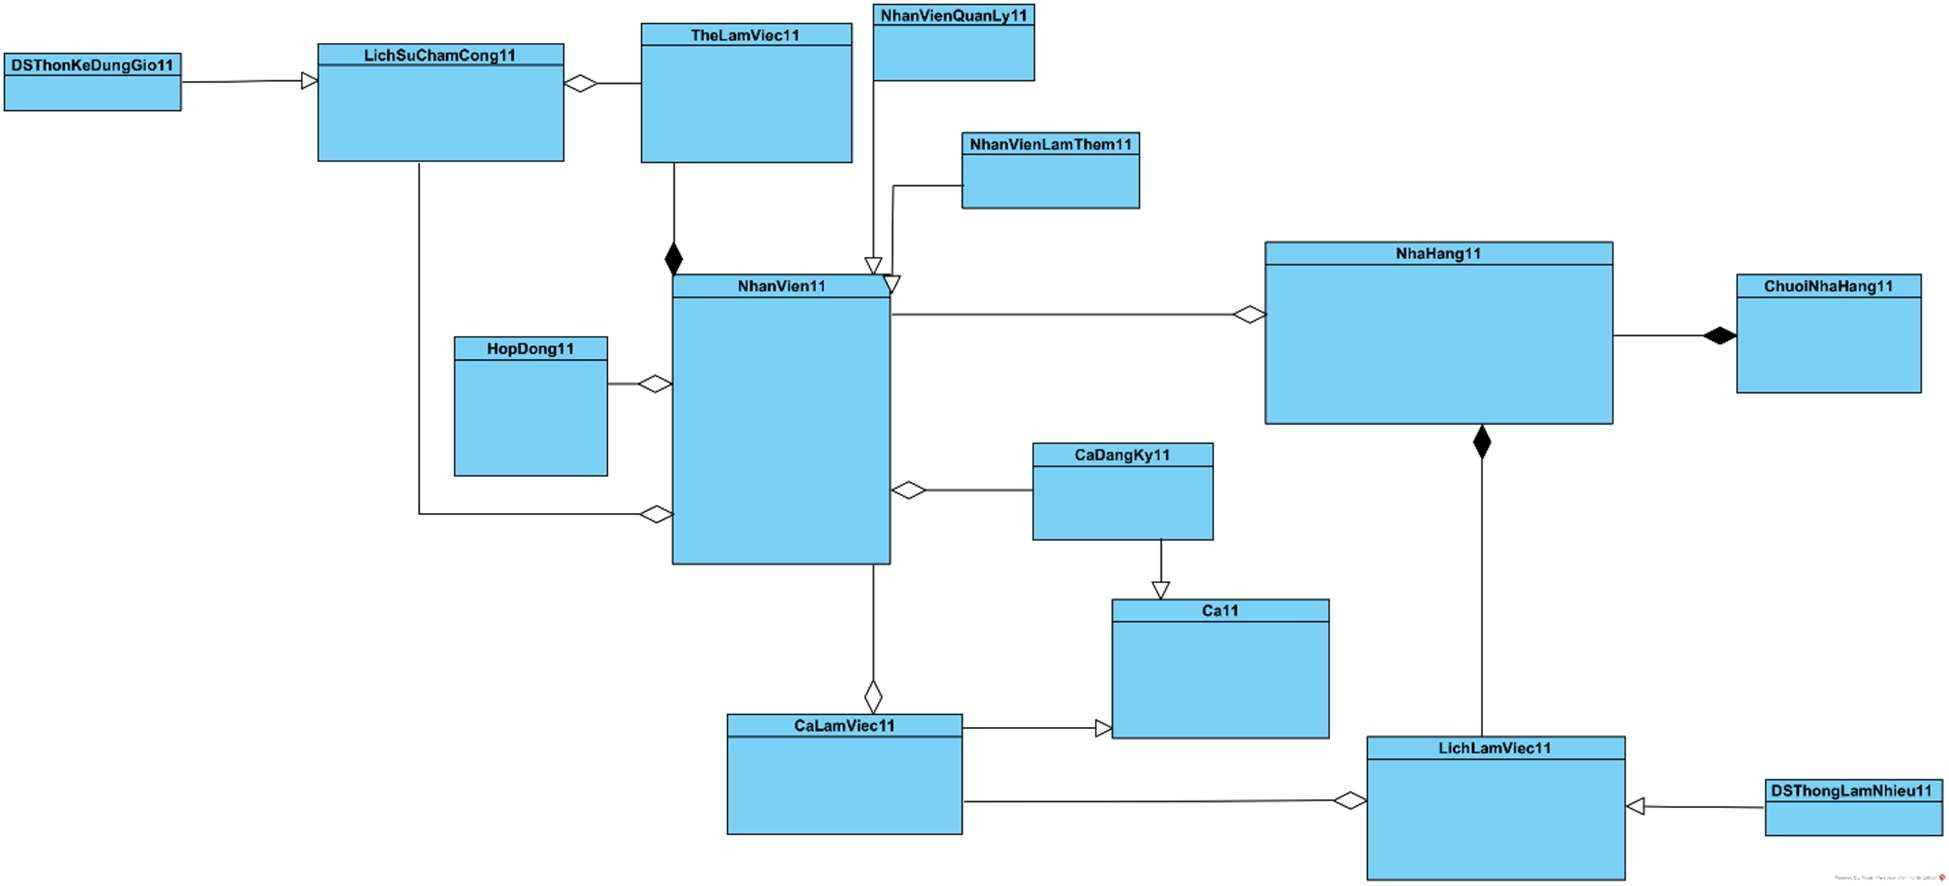 NhanVienQuanLy11
TheLamViec11
LichSuChamCong11
DSThonKeDungGio11
NhanVienLamThem11
NhaHang11
NhanVien11
ChuoiNhaHang11
HopDong11
CaDangKy11
Ca11
CaLamViec11
LichLamViec11
DSThongLamNhieu11